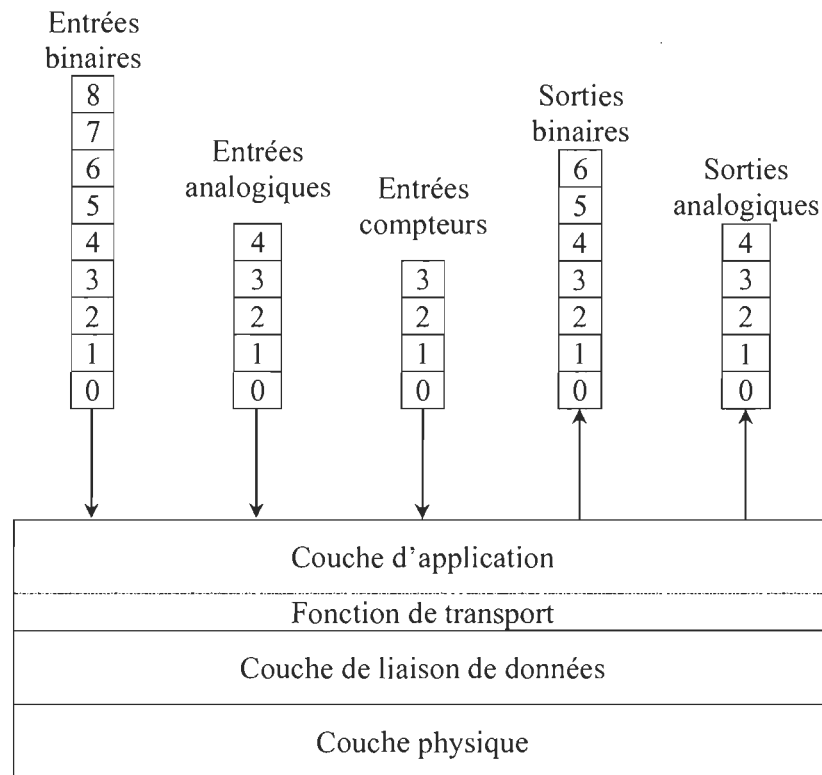 Entrées
binaires
8
7
6
5
4
3
2
1
0
Entrées
analogiques
4
3
2
1
0
Entrées
compteurs
3
2
1
0
Sorties
binaires
6
5
4
3
2
1
0
Sorties
analogiques
4
3
2
1
0
Couche d'application
Fonction de transport
Couche de liaison de données
Couche physique